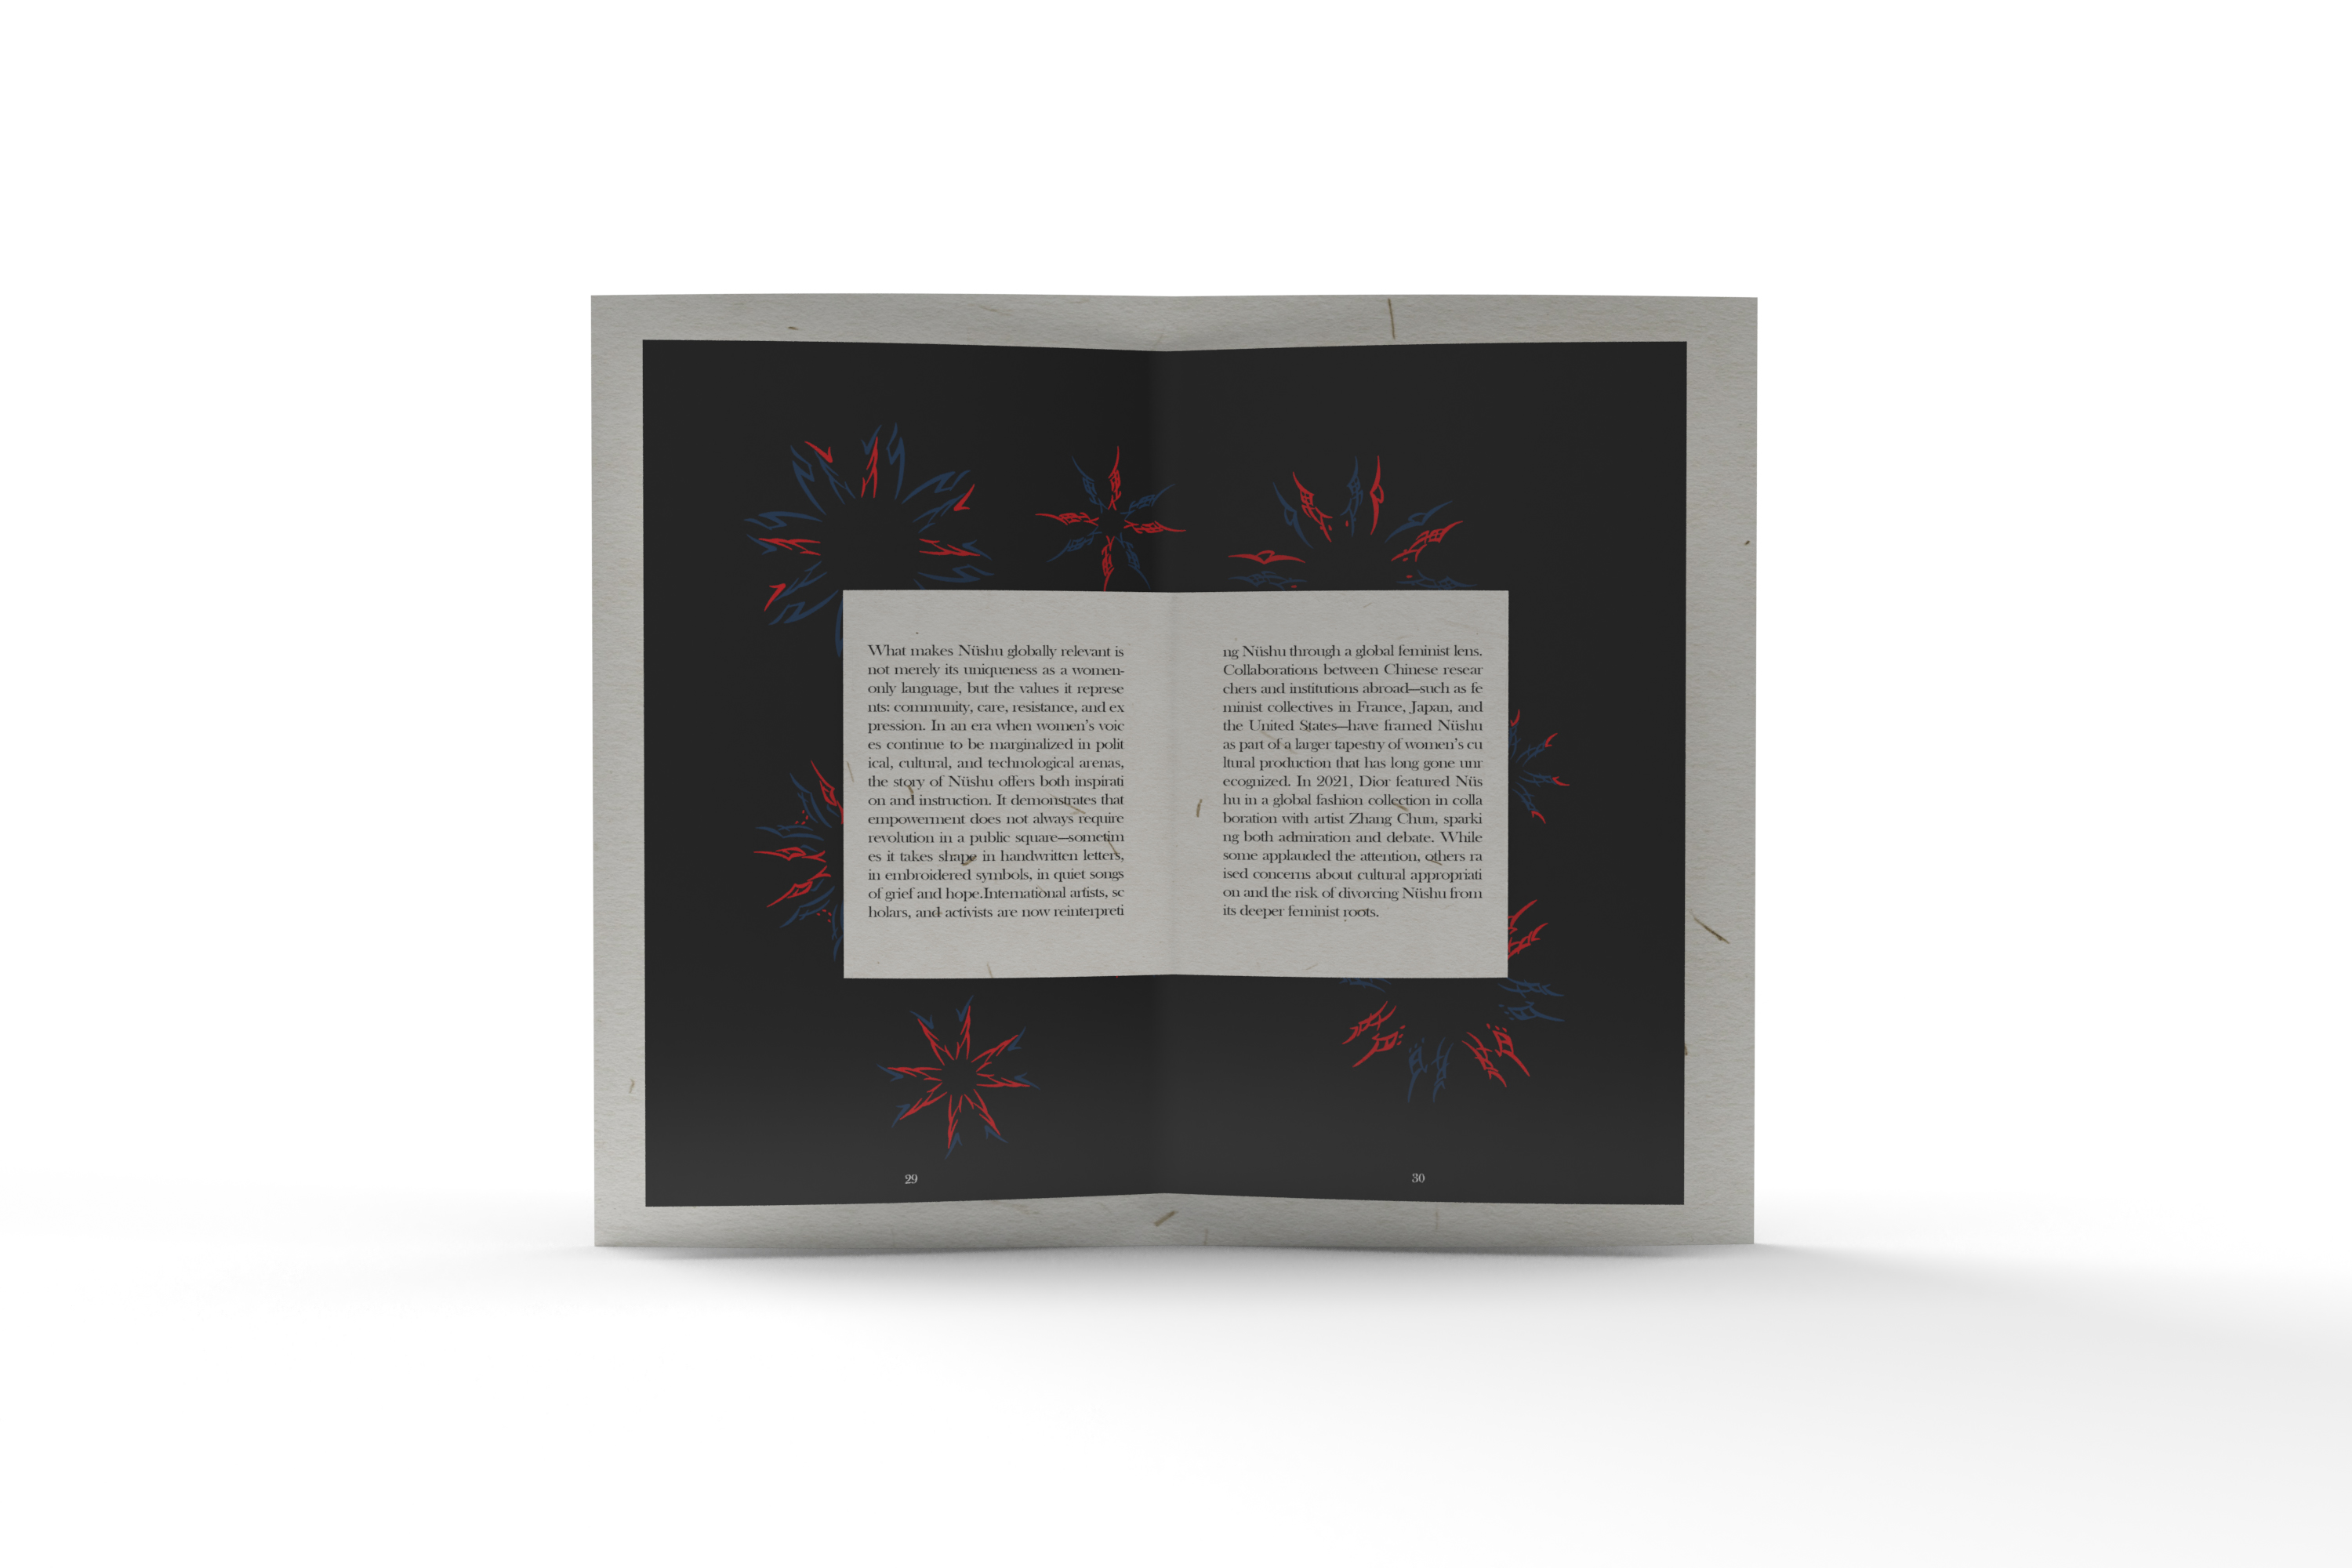 What makes Nüshu globally relevant is
not merely its uniqueness as a women-
only language, but the values it represe
nts: community, care, resistance, and ex
pression. In an era when women's voic
es continue to be marginalized in polit
ical, cultural, and technological arenas,
the story of Nüshu offers both inspirati
on and instruction. It demonstrates that
empowerment does not always require
revolution in a public square—sometim
es it takes shape in handwritten letters,
in embroidered symbols, in quiet songs
of grief and hope.International artists, sc
holars, and activists are now reinterpreti
29
ng Nüshu through a global feminist lens.
Collaborations between Chinese resear
chers and institutions abroad—such as fe
minist collectives in France, Japan, and
the United States—have framed Nüshu
as part of a larger tapestry of women's cu
ltural production that has long gone unr
ecognized. In 2021, Dior featured Nüs
hu in a global fashion collection in colla
boration with artist Zhang Chun, sparki
ng both admiration and debate. While
some applauded the attention, others ra
ised concerns about cultural appropriati
on and the risk of divorcing Nüshu from
its deeper feminist roots.
30